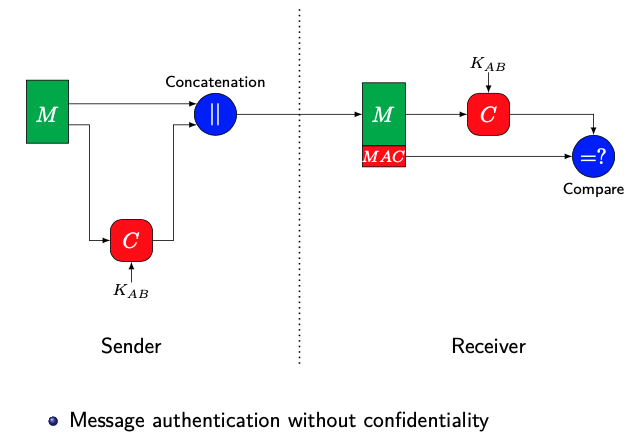 Concatenation
M
||
C
K_{AB}
Sender
K_{AB}
M
C
MAC
=?
Compare
Receiver
Message authentication without confidentiality